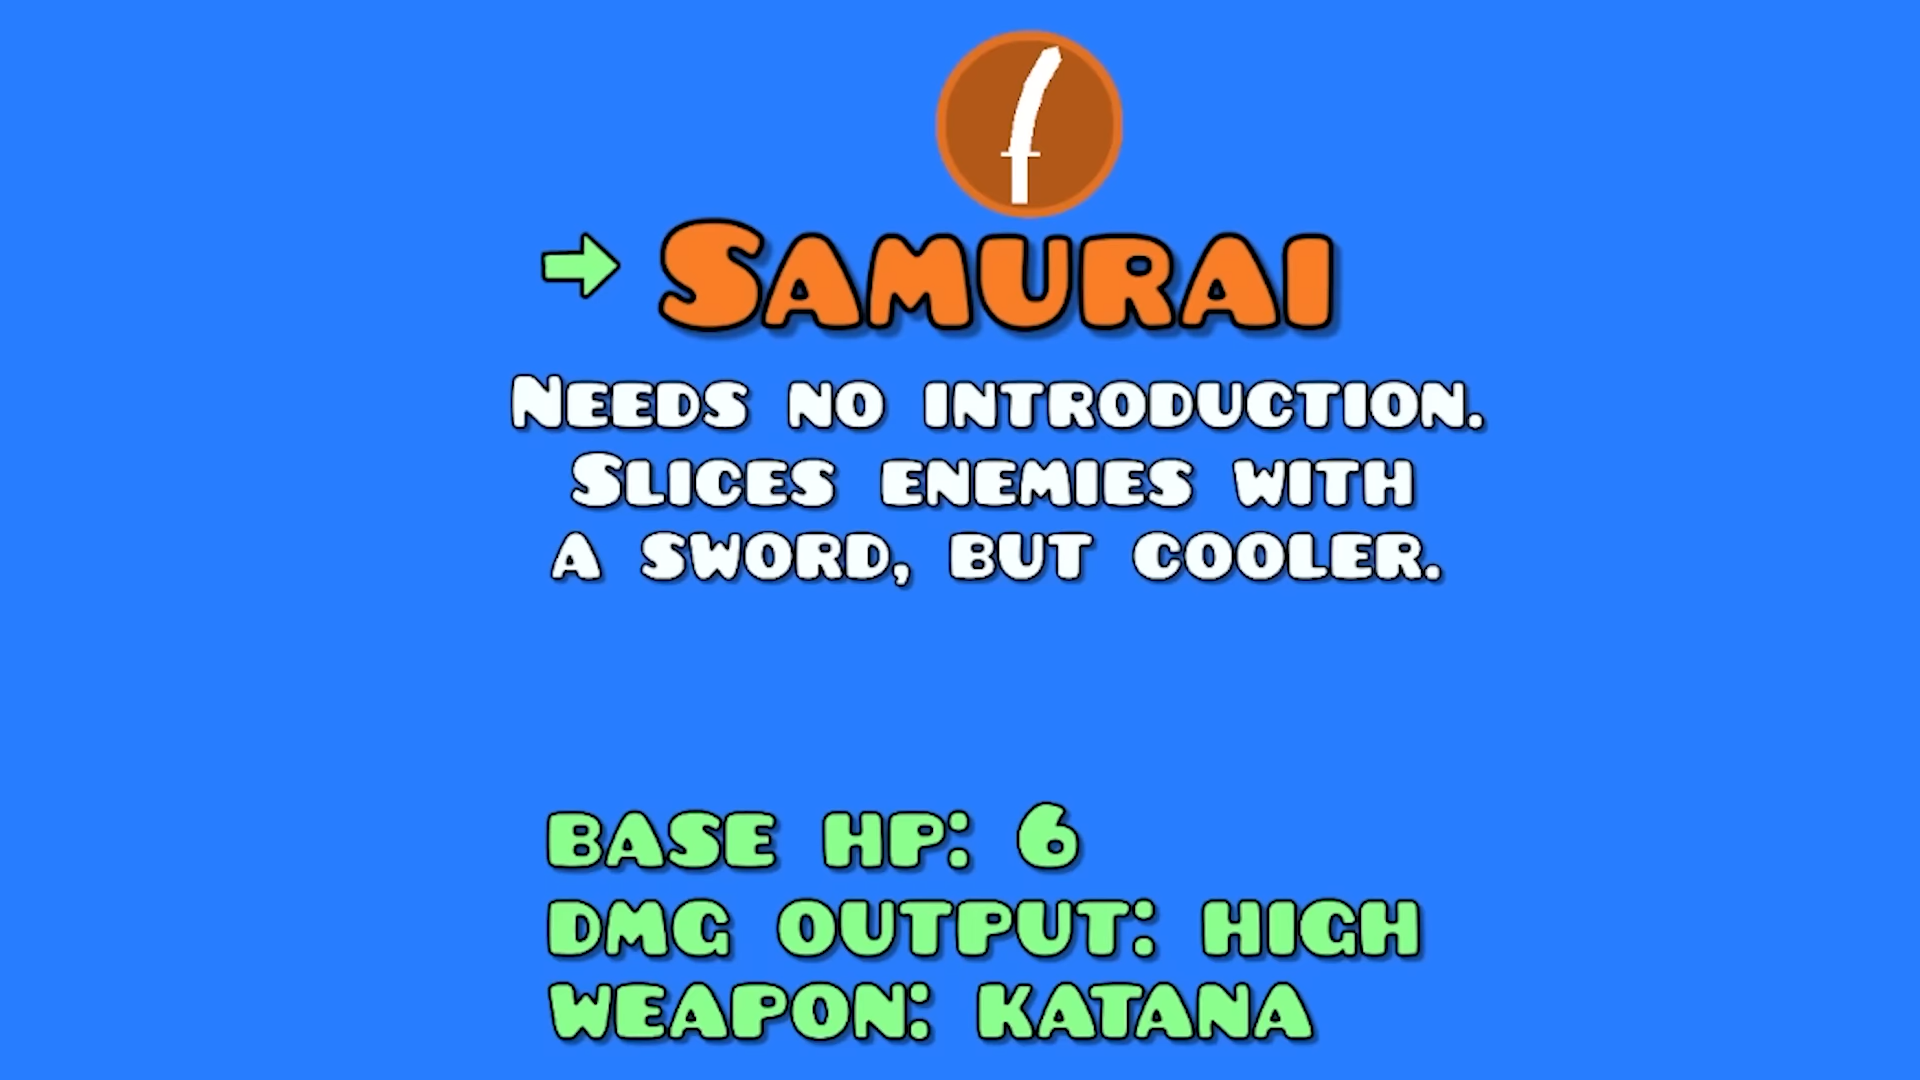 Samurai
Needs no introduction.
Slices enemies with
a sword, but cooler.
BASE HP: 6
DMG OUTPUT: HIGH
WEAPON: KATANA